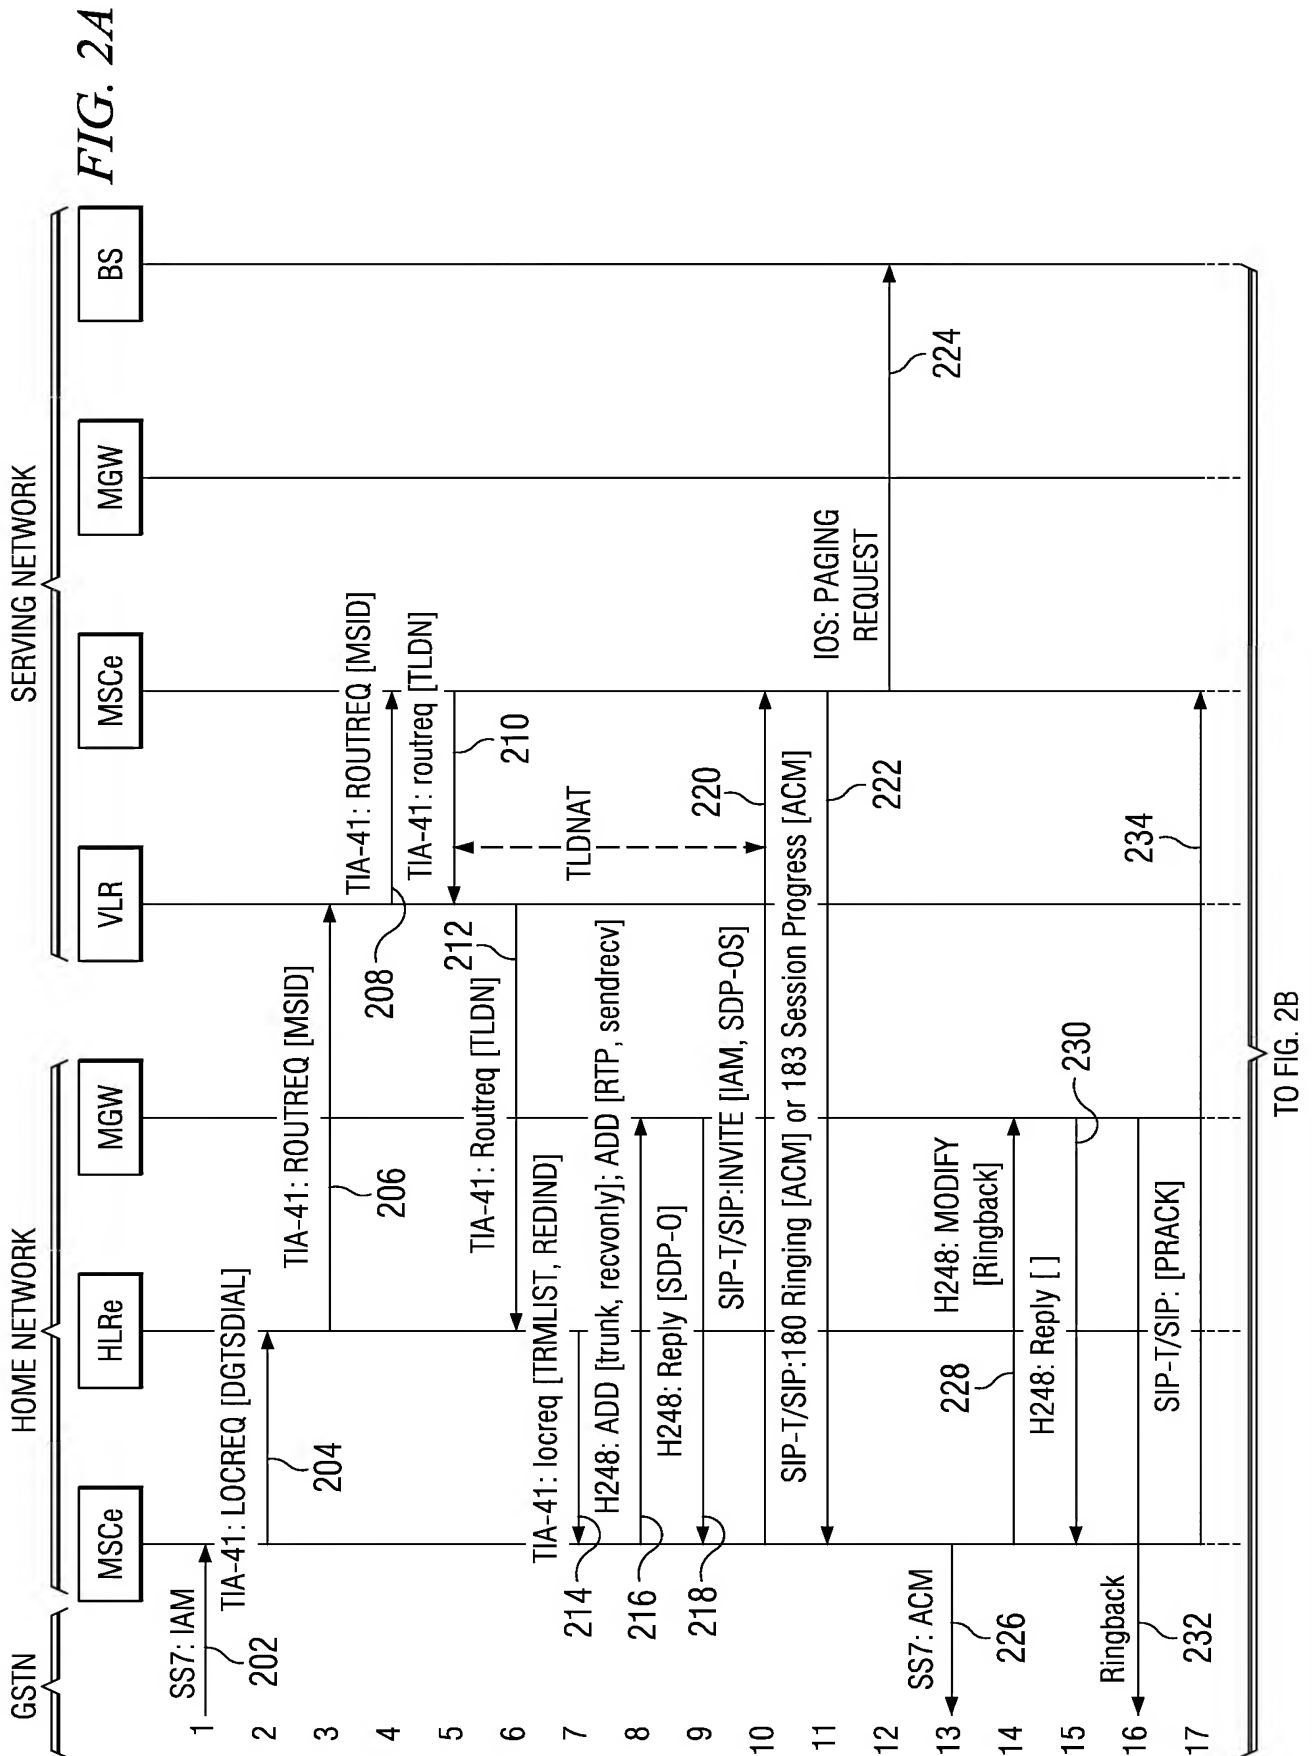 FIG. 2A
GSTN
HOME NETWORK
SERVING NETWORK
MSCe
HLRe
MGW
VLR
MSCe
MGW
BS
1
SS7: IAM
202
2
TIA-41: LOCREQ [DGTSDIAL]
204
3
TIA-41: ROUTREQ [MSID]
206
4
TIA-41: ROUTREQ [MSID]
208
5
TIA-41: routreq [TLDN]
210
6
TIA-41: Routreq [TLDN]
212
TLDNAT
7
TIA-41: locreq [TRMLIST, REDIND]
214
8
H248: ADD [trunk, recvonly]; ADD [RTP, sendrecv]
216
9
H248: Reply [SDP-O]
218
10
SIP-T/SIP:INVITE [IAM, SDP-OS]
220
11
SIP-T/SIP:180 Ringing [ACM] or 183 Session Progress [ACM]
222
12
IOS: PAGING
REQUEST
224
13
SS7: ACM
226
14
H248: MODIFY
[Ringback]
228
15
H248: Reply [ ]
230
16
Ringback
232
17
SIP-T/SIP: [PRACK]
234
TO FIG. 2B